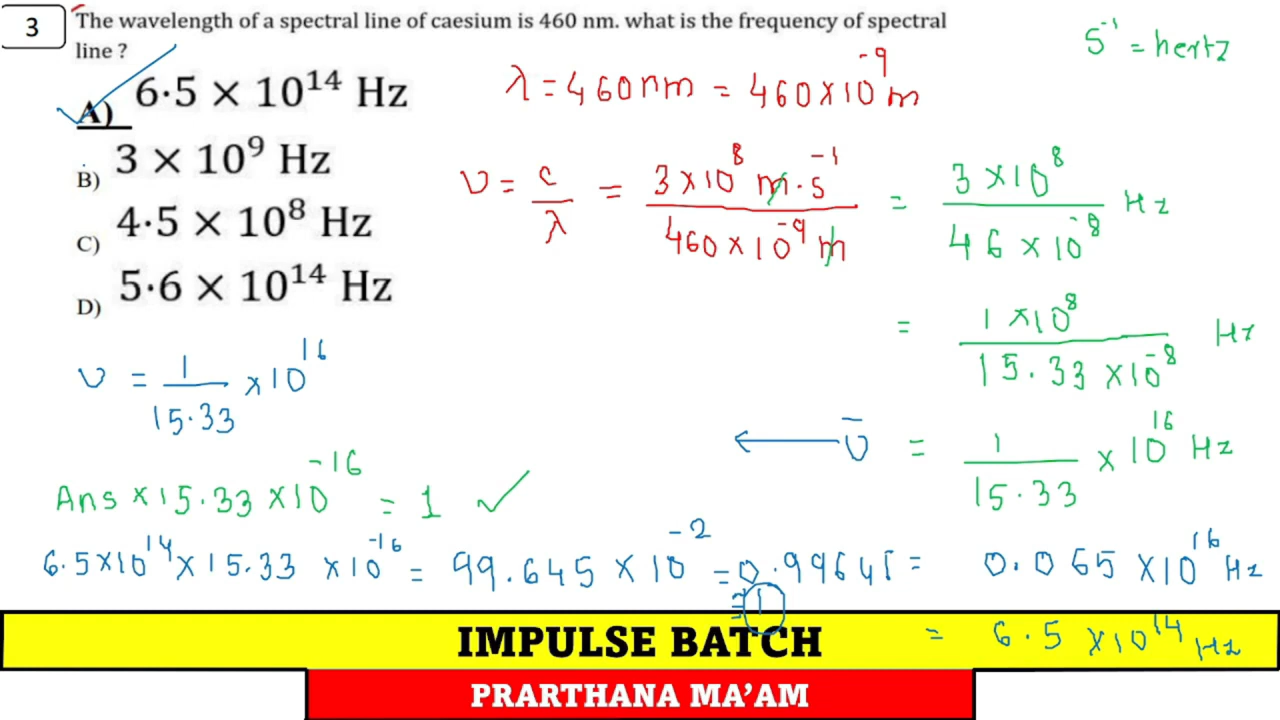 3
The wavelength of a spectral line of caesium is 460 nm. what is the frequency of spectral
line ?
A) 6·5 × 10¹⁴ Hz
B) 3 × 10⁹ Hz
C) 4·5 × 10⁸ Hz
D) 5·6 × 10¹⁴ Hz
S⁻¹ = hertz
λ = 460 nm = 460 × 10⁻⁹ m
υ = c/λ = 3 × 10⁸ m · s⁻¹ / 460 × 10⁻⁹ m = 3 × 10⁸ / 46 × 10⁻⁸ Hz
= 1 × 10⁸ / 15.33 × 10⁻⁸ Hz
ῡ = 1/15.33 × 10¹⁶ Hz
υ = 1/15.33 × 10¹⁶
Ans × 15.33 × 10⁻¹⁶ = 1 ✓
6.5 × 10¹⁴ × 15.33 × 10⁻¹⁶ = 99.645 × 10⁻² = 0.99645 = 0.065 × 10¹⁶ Hz
≈ 1
= 6.5 × 10¹⁴ Hz
IMPULSE BATCH
PRARTHANA MA'AM